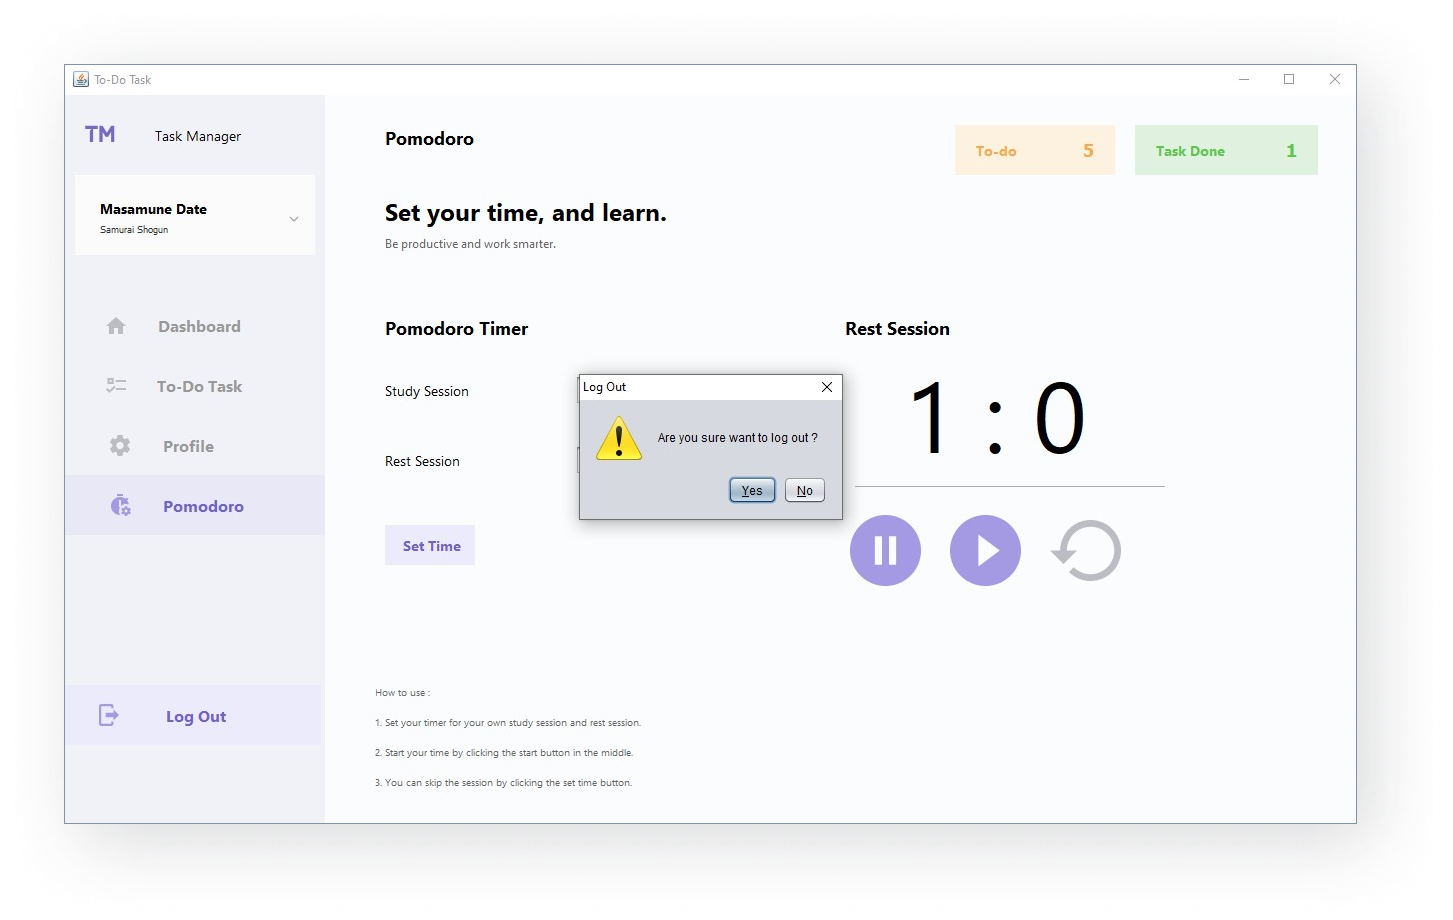 To-Do Task
TM
Task Manager
Masamune Date
Samurai Shogun
Dashboard
To-Do Task
Profile
Pomodoro
Log Out
Pomodoro
To-do 5
Task Done 1
Set your time, and learn.
Be productive and work smarter.
Pomodoro Timer
Study Session
Rest Session
Set Time
Rest Session
1 : 0
Log Out
Are you sure want to log out ?
Yes
No
How to use :
1. Set your timer for your own study session and rest session.
2. Start your time by clicking the start button in the middle.
3. You can skip the session by clicking the set time button.